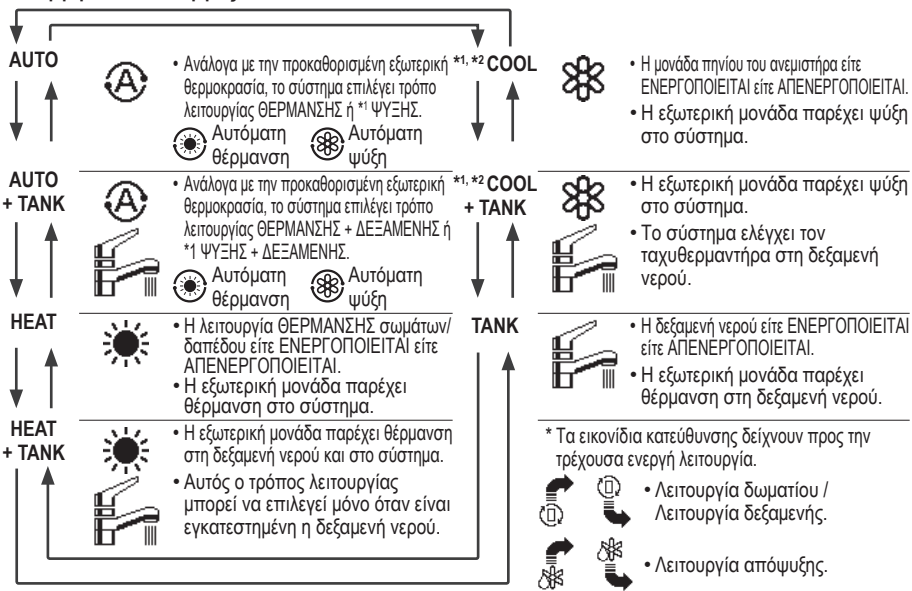 AUTO
• Ανάλογα με την προκαθορισμένη εξωτερική
θερμοκρασία, το σύστημα επιλέγει τρόπο
λειτουργίας ΘΕΡΜΑΝΣΗΣ ή *1 ΨΥΞΗΣ.
Αυτόματη
θέρμανση
Αυτόματη
ψύξη
AUTO
+ TANK
• Ανάλογα με την προκαθορισμένη εξωτερική
θερμοκρασία, το σύστημα επιλέγει τρόπο
λειτουργίας ΘΕΡΜΑΝΣΗΣ + ΔΕΞΑΜΕΝΗΣ ή
*1 ΨΥΞΗΣ + ΔΕΞΑΜΕΝΗΣ.
Αυτόματη
θέρμανση
Αυτόματη
ψύξη
HEAT
• Η λειτουργία ΘΕΡΜΑΝΣΗΣ σωμάτων/
δαπέδου είτε ΕΝΕΡΓΟΠΟΙΕΙΤΑΙ είτε
ΑΠΕΝΕΡΓΟΠΟΙΕΙΤΑΙ.
• Η εξωτερική μονάδα παρέχει
θέρμανση στο σύστημα.
HEAT
+ TANK
• Η εξωτερική μονάδα παρέχει θέρμανση
στη δεξαμενή νερού και στο σύστημα.
• Αυτός ο τρόπος λειτουργίας
μπορεί να επιλεγεί μόνο όταν είναι
εγκατεστημένη η δεξαμενή νερού.
*1, *2 COOL
• Η μονάδα πηνίου του ανεμιστήρα είτε
ΕΝΕΡΓΟΠΟΙΕΙΤΑΙ είτε ΑΠΕΝΕΡΓΟΠΟΙΕΙΤΑΙ.
• Η εξωτερική μονάδα παρέχει ψύξη
στο σύστημα.
*1, *2 COOL
+ TANK
• Η εξωτερική μονάδα παρέχει ψύξη
στο σύστημα.
• Το σύστημα ελέγχει τον
ταχυθερμαντήρα στη δεξαμενή
νερού.
TANK
• Η δεξαμενή νερού είτε ΕΝΕΡΓΟΠΟΙΕΙΤΑΙ
είτε ΑΠΕΝΕΡΓΟΠΟΙΕΙΤΑΙ.
• Η εξωτερική μονάδα παρέχει
θέρμανση στη δεξαμενή νερού.
* Τα εικονίδια κατεύθυνσης δείχνουν προς την
τρέχουσα ενεργή λειτουργία.
• Λειτουργία δωματίου /
Λειτουργία δεξαμενής.
• Λειτουργία απόψυξης.